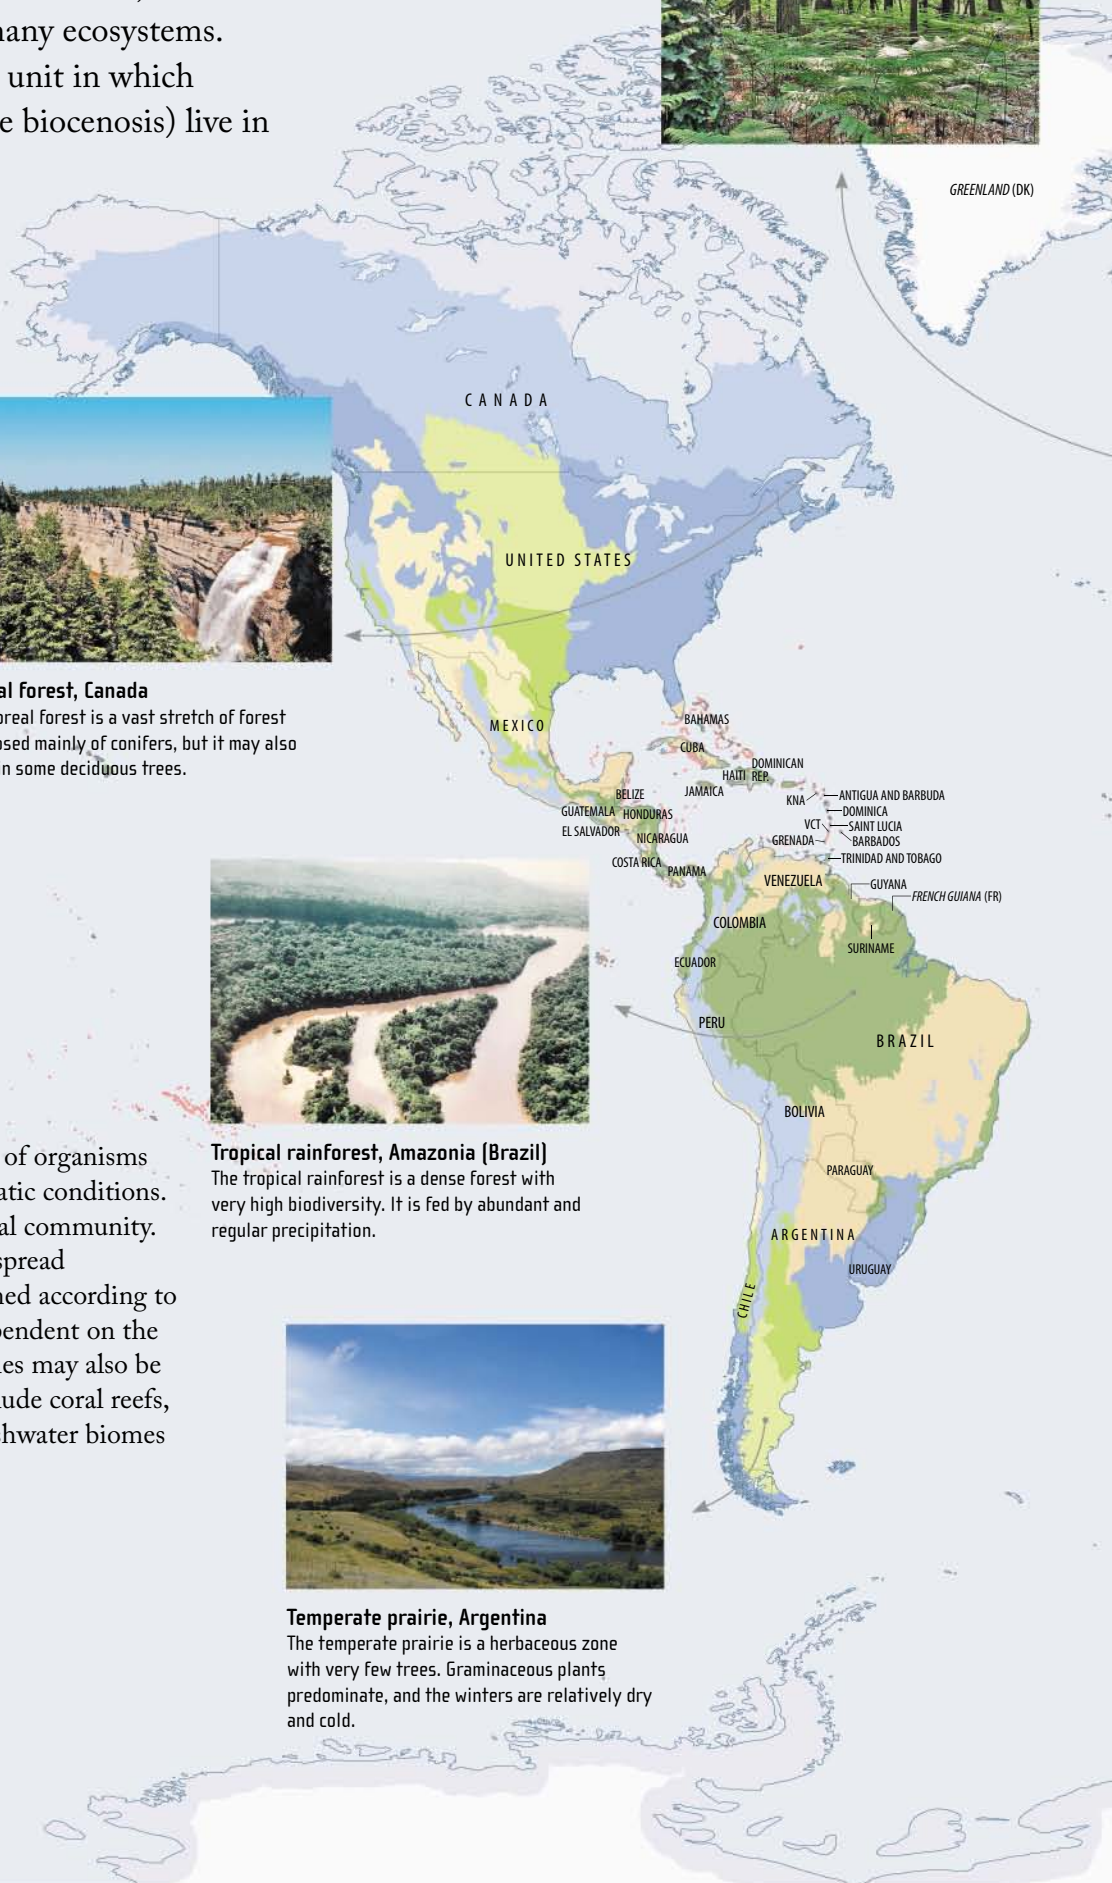 many ecosystems.
unit in which
e biocenosis) live in
GREENLAND (DK)
CANADA
UNITED STATES
al forest, Canada
oreal forest is a vast stretch of forest
osed mainly of conifers, but it may also
in some deciduous trees.
MEXICO
BAHAMAS
CUBA
DOMINICAN
HAITI REP.
JAMAICA
BELIZE
GUATEMALA HONDURAS
EL SALVADOR
NICARAGUA
COSTA RICA
PANAMA
KNA
ANTIGUA AND BARBUDA
DOMINICA
VCT
SAINT LUCIA
GRENADA
BARBADOS
TRINIDAD AND TOBAGO
VENEZUELA
GUYANA
FRENCH GUIANA (FR)
COLOMBIA
SURINAME
ECUADOR
PERU
BRAZIL
BOLIVIA
PARAGUAY
ARGENTINA
URUGUAY
CHILE
Tropical rainforest, Amazonia (Brazil)
The tropical rainforest is a dense forest with
very high biodiversity. It is fed by abundant and
regular precipitation.
of organisms
atic conditions.
al community.
spread
ned according to
pendent on the
es may also be
lude coral reefs,
shwater biomes
Temperate prairie, Argentina
The temperate prairie is a herbaceous zone
with very few trees. Graminaceous plants
predominate, and the winters are relatively dry
and cold.